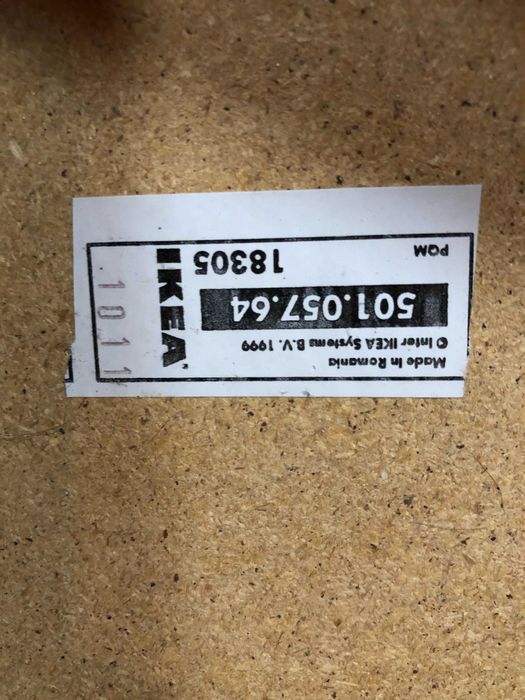 Made In Romania
© Inter IKEA Systems B.V. 1999
501.057.64
PQM 18305
IKEA
1011